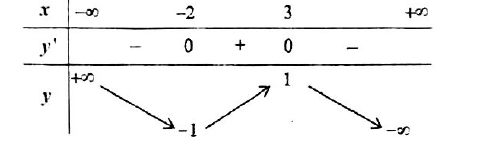 x −∞ −2 3 +∞
y' − 0 + 0 −
+∞ 1
y
−1 −∞